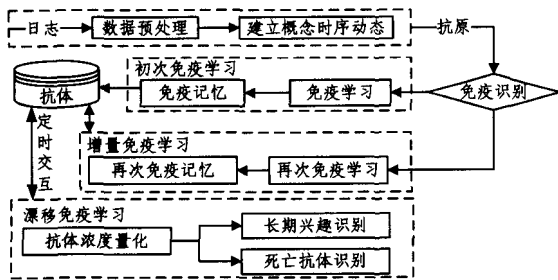 日志
数据预处理
建立概念时序动态
抗原
初次免疫学习
抗体
免疫记忆
免疫学习
免疫识别
定时交互
增量免疫学习
再次免疫记忆
再次免疫学习
漂移免疫学习
抗体浓度量化
长期兴趣识别
死亡抗体识别